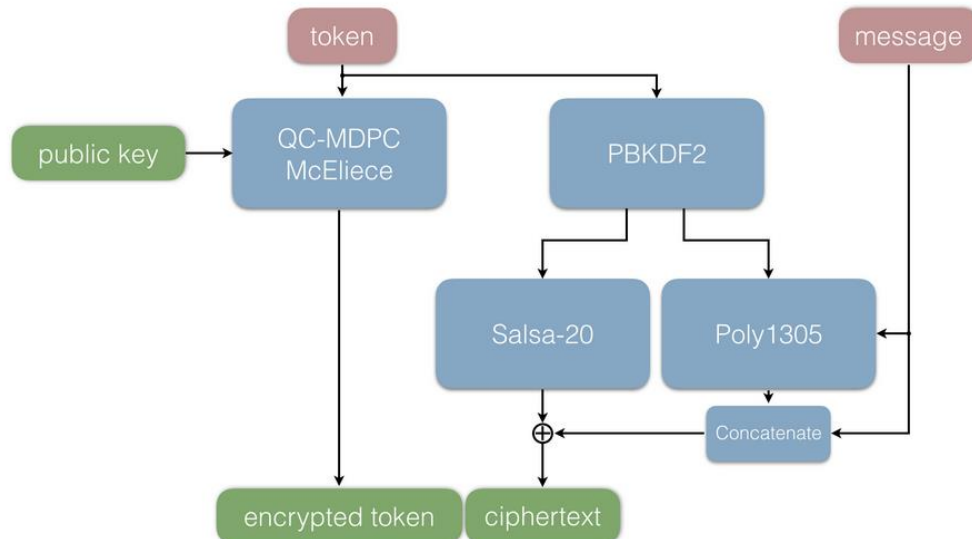 token
message
public key
QC-MDPC
McEliece
PBKDF2
Salsa-20
Poly1305
Concatenate
encrypted token
ciphertext